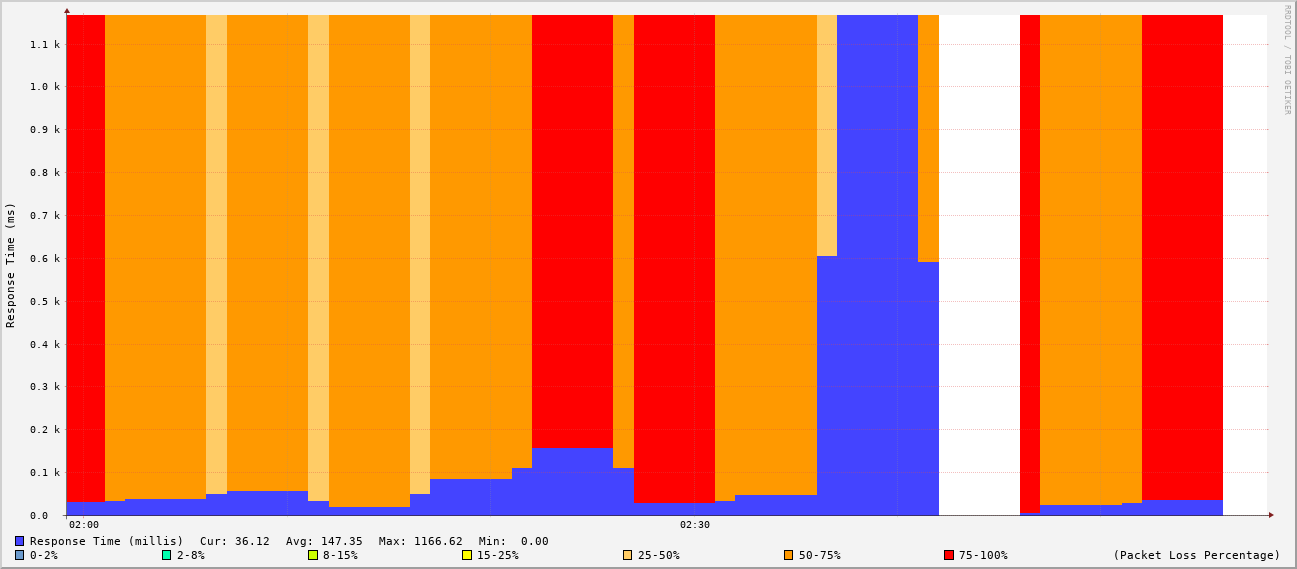 RRDTOOL / TOBI OETIKER
Response Time (ms)
1.1 k
1.0 k
0.9 k
0.8 k
0.7 k
0.6 k
0.5 k
0.4 k
0.3 k
0.2 k
0.1 k
0.0
02:00 02:30
Response Time (millis) Cur: 36.12 Avg: 147.35 Max: 1166.62 Min: 0.00
0-2% 2-8% 8-15% 15-25% 25-50% 50-75% 75-100% (Packet Loss Percentage)